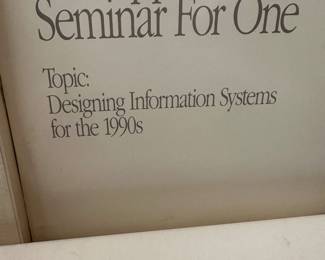 Seminar For One
Topic:
Designing Information Systems
for the 1990s